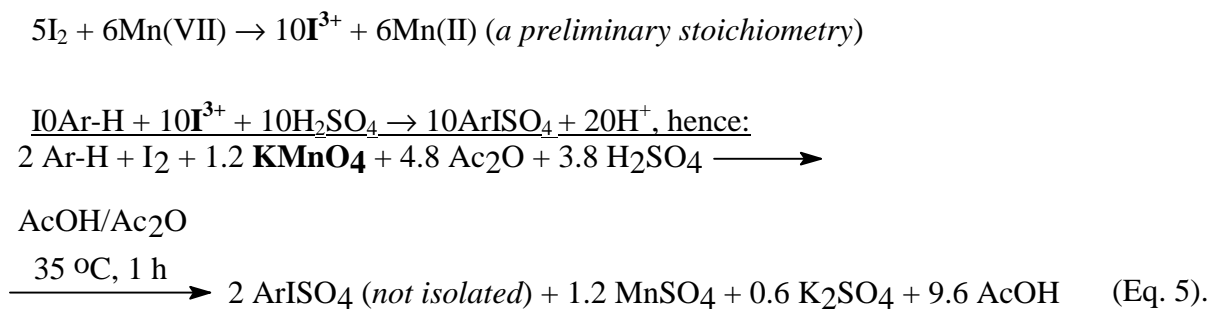 5I₂ + 6Mn(VII) → 10I³⁺ + 6Mn(II) (a preliminary stoichiometry)
I0Ar-H + 10I³⁺ + 10H₂SO₄ → 10ArISO₄ + 20H⁺, hence:
2 Ar-H + I₂ + 1.2 KMnO₄ + 4.8 Ac₂O + 3.8 H₂SO₄ ⟶
AcOH/Ac₂O
35 ºC, 1 h
⟶ 2 ArISO₄ (not isolated) + 1.2 MnSO₄ + 0.6 K₂SO₄ + 9.6 AcOH (Eq. 5).